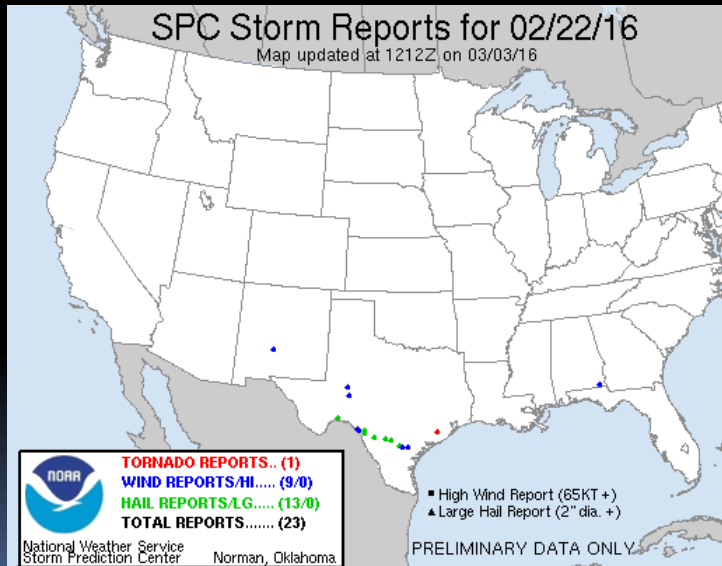 SPC Storm Reports for 02/22/16
Map updated at 1212Z on 03/03/16
NOAA
TORNADO REPORTS.. (1)
WIND REPORTS/HI..... (9/0)
HAIL REPORTS/LG..... (13/0)
TOTAL REPORTS....... (23)
National Weather Service
Storm Prediction Center Norman, Oklahoma
High Wind Report (65KT +)
Large Hail Report (2" dia. +)
PRELIMINARY DATA ONLY